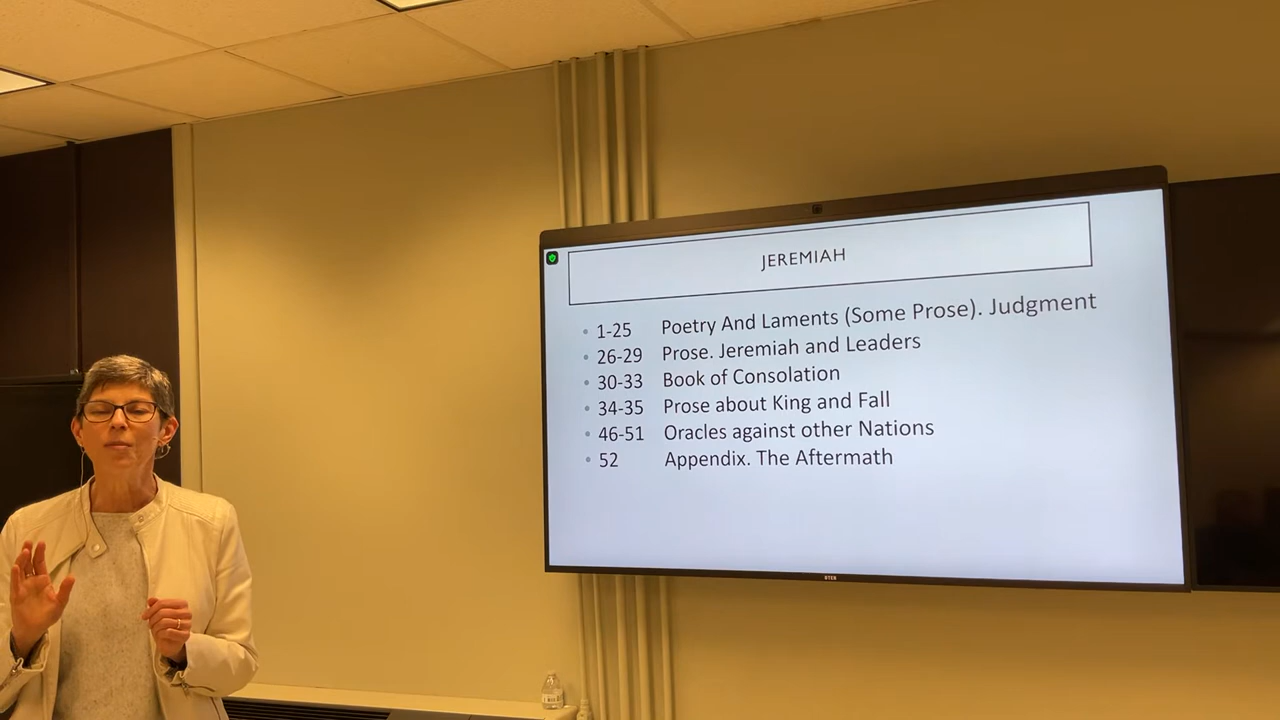 JEREMIAH
• 1-25 Poetry And Laments (Some Prose). Judgment
• 26-29 Prose. Jeremiah and Leaders
• 30-33 Book of Consolation
• 34-35 Prose about King and Fall
• 46-51 Oracles against other Nations
• 52 Appendix. The Aftermath